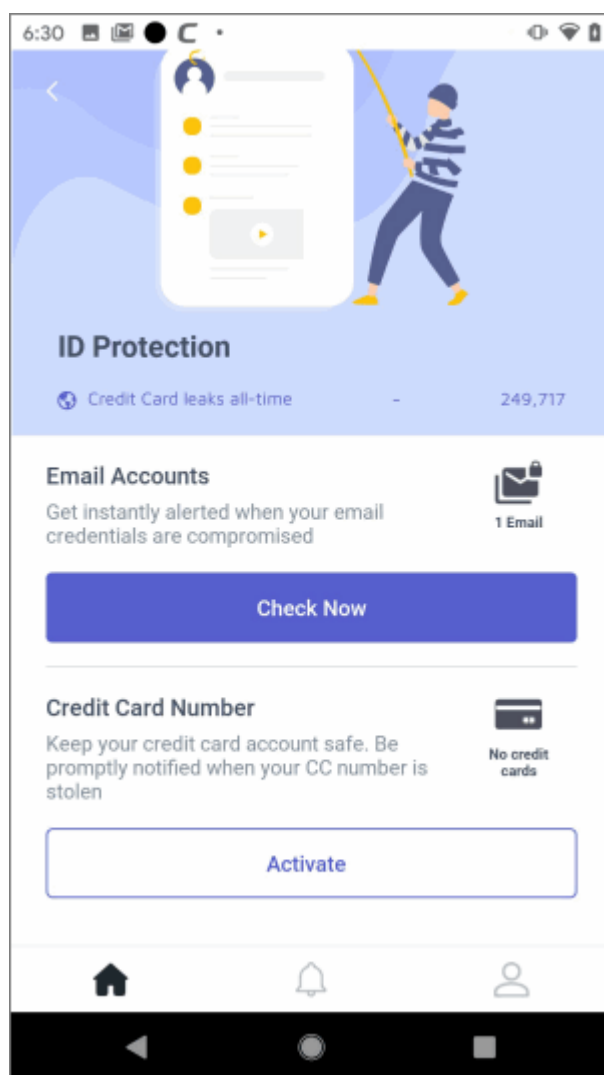 6:30
ID Protection
Credit Card leaks all-time - 249,717
Email Accounts
Get instantly alerted when your email
credentials are compromised
1 Email
Check Now
Credit Card Number
Keep your credit card account safe. Be
promptly notified when your CC number is
stolen
No credit
cards
Activate